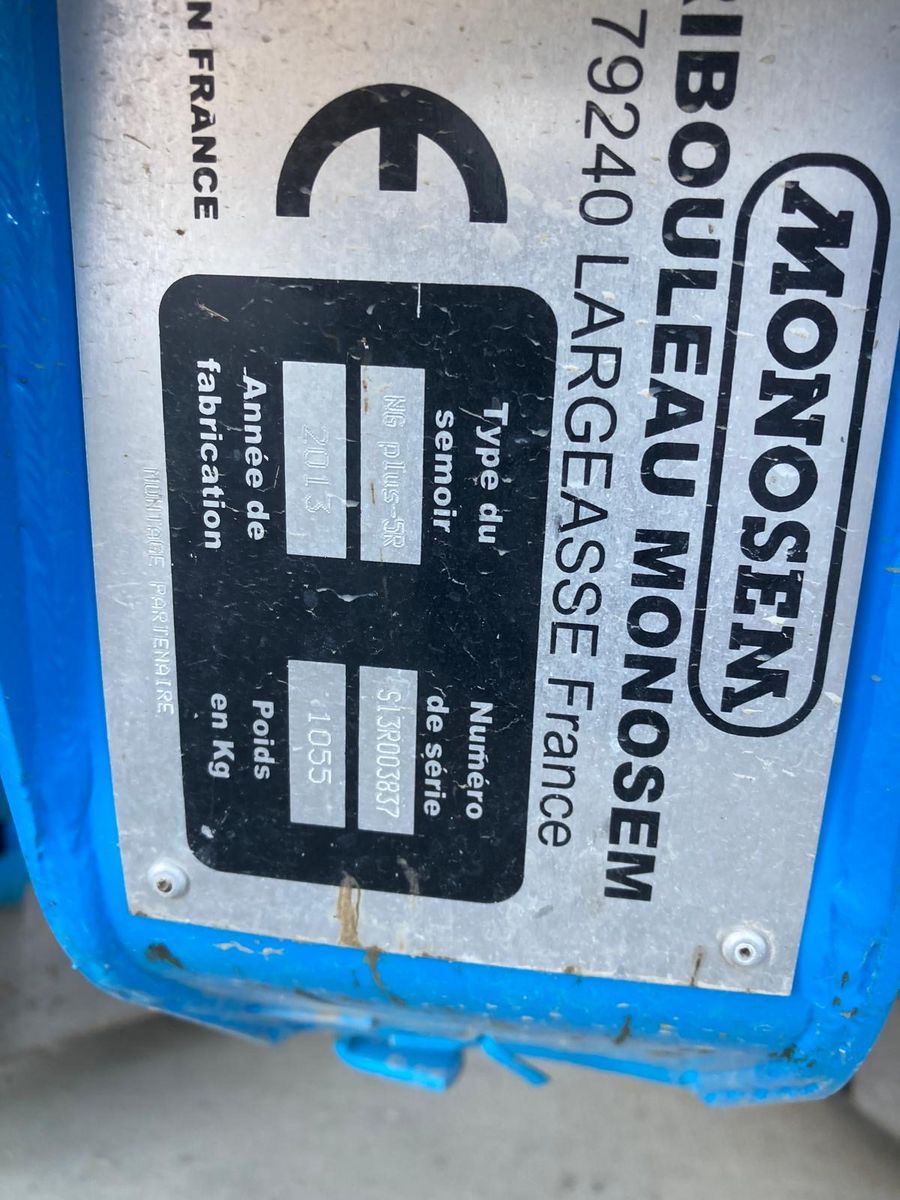 MONOSEM
RIBOULEAU MONOSEM
79240 LARGEASSE France
CE
Type du
semoir
NG plus-5R
Numéro
de série
S13R003837
2013
Année de
fabrication
1055
Poids
en Kg
N FRANCE
MONTAGE PARTENAIRE